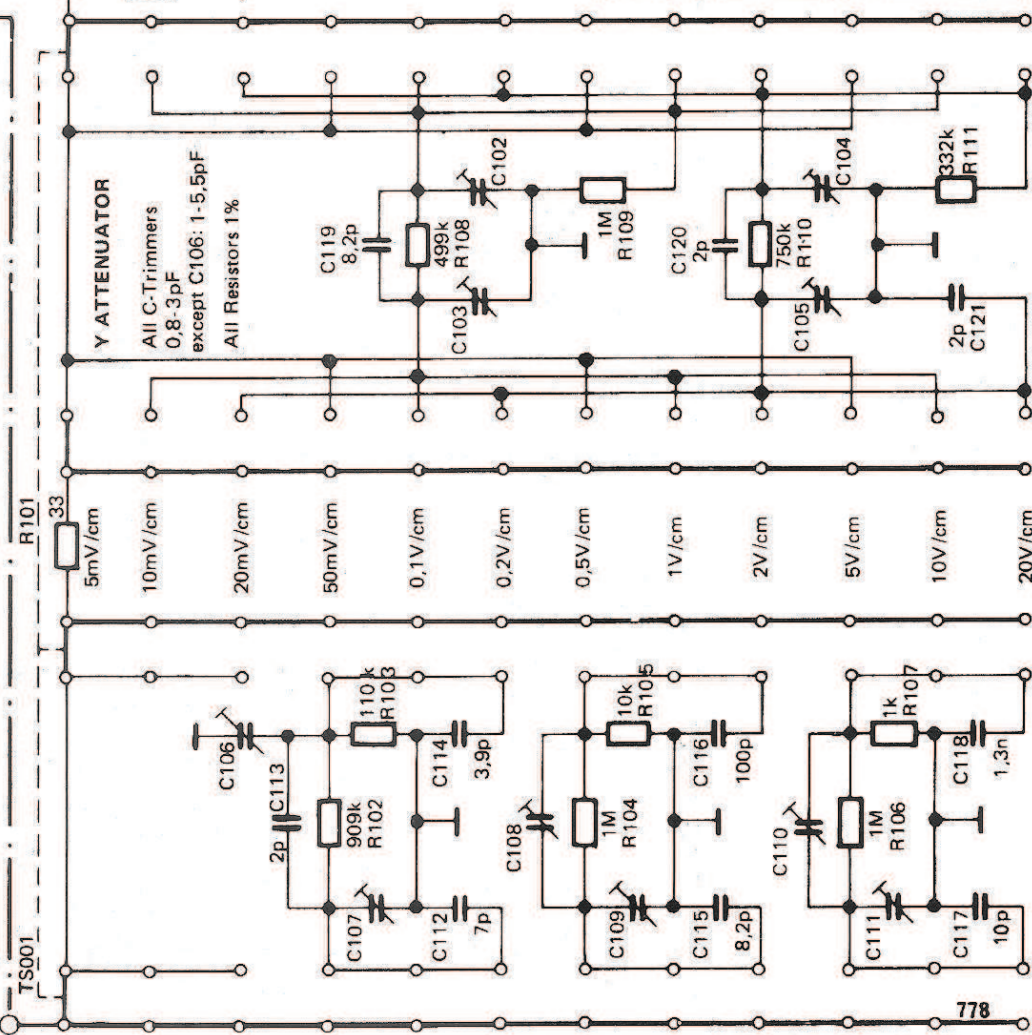 TS001
R101
33
Y ATTENUATOR
All C-Trimmers
0,8-3pF
except C106: 1-5,5pF
All Resistors 1%
5mV/cm
10mV/cm
20mV/cm
50mV/cm
0,1V/cm
0,2V/cm
0,5V/cm
1V/cm
2V/cm
5V/cm
10V/cm
20V/cm
C106
C113
2p
909k
R102
110k
R103
C107
C112
7p
C114
3,9p
C108
1M
R104
10k
R105
C109
C115
8,2p
C116
100p
C110
1M
R106
1k
R107
C111
C117
10p
C118
1,3n
C119
8,2p
499k
R108
C102
C103
1M
R109
C120
2p
750k
R110
C104
C105
2p
C121
332k
R111
778